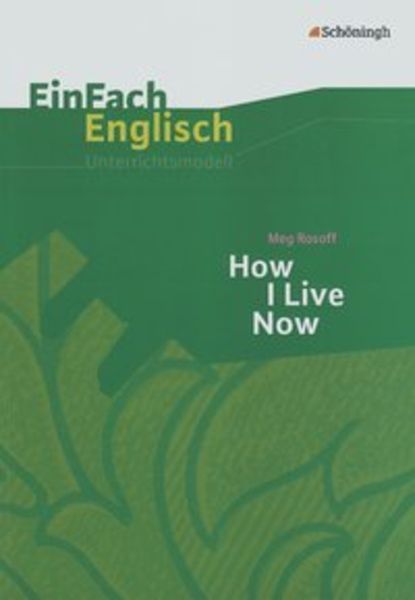 Schöningh
EinFach
Englisch
Unterrichtsmodell
Meg Rosoff
How
I Live
Now